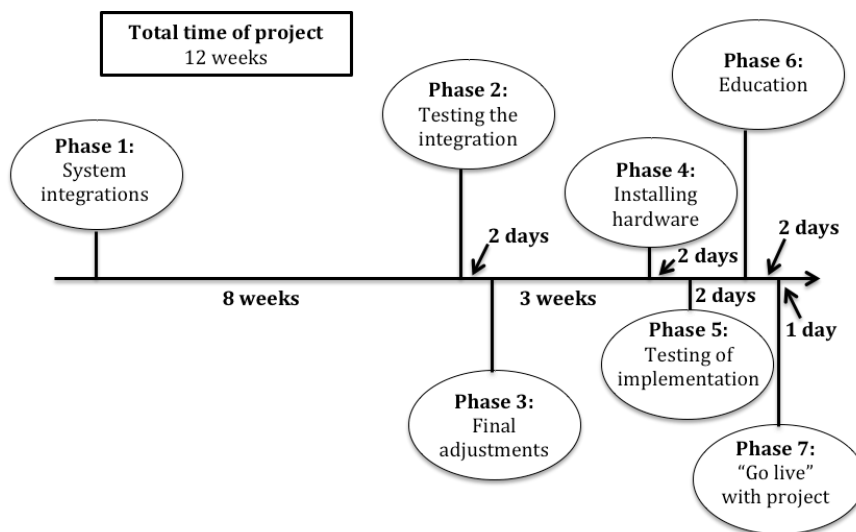 Total time of project
12 weeks
Phase 1:
System
integrations
Phase 2:
Testing the
integration
Phase 6:
Education
Phase 4:
Installing
hardware
2 days
2 days
2 days
8 weeks
3 weeks
2 days
1 day
Phase 3:
Final
adjustments
Phase 5:
Testing of
implementation
Phase 7:
“Go live”
with project